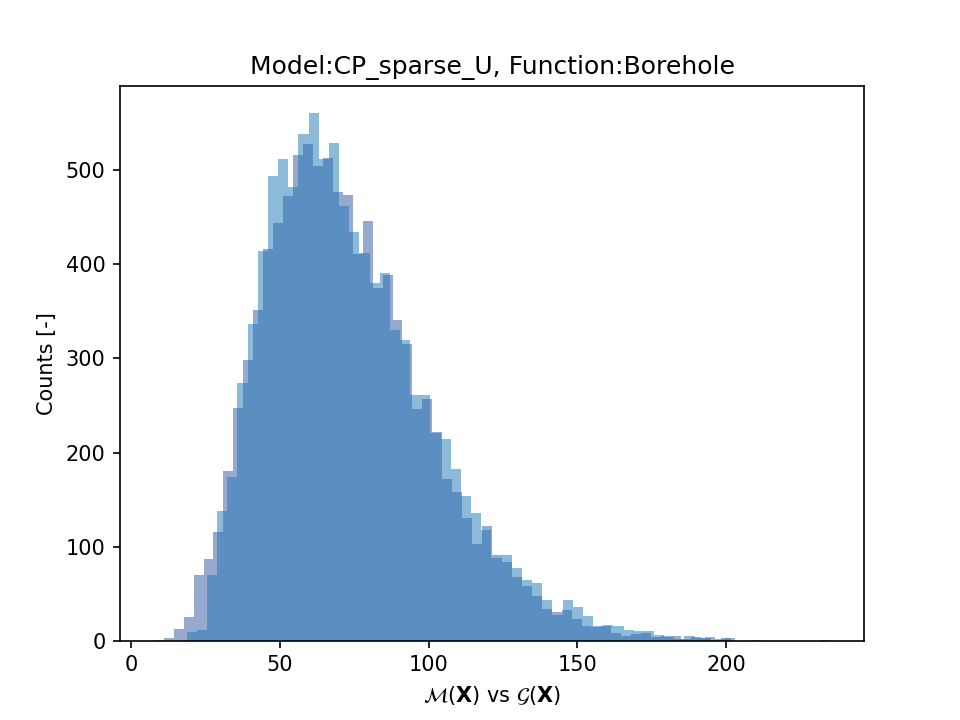 Model:CP_sparse_U, Function:Borehole
Counts [-]
500
400
300
200
100
0
0 50 100 150 200
ℳ(𝐗) vs 𝒢(𝐗)